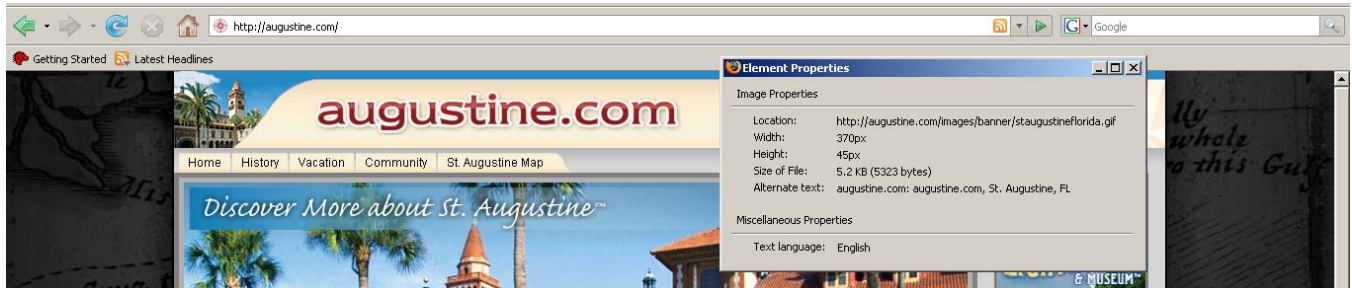 http://augustine.com/
Google
Getting Started Latest Headlines
augustine.com
Home History Vacation Community St. Augustine Map
Discover More about St. Augustine™
Element Properties
Image Properties
Location: http://augustine.com/images/banner/staugustineflorida.gif
Width: 370px
Height: 45px
Size of File: 5.2 KB (5323 bytes)
Alternate text: augustine.com: augustine.com, St. Augustine, FL
Miscellaneous Properties
Text language: English
whole
to this Gulf
& MUSEUM